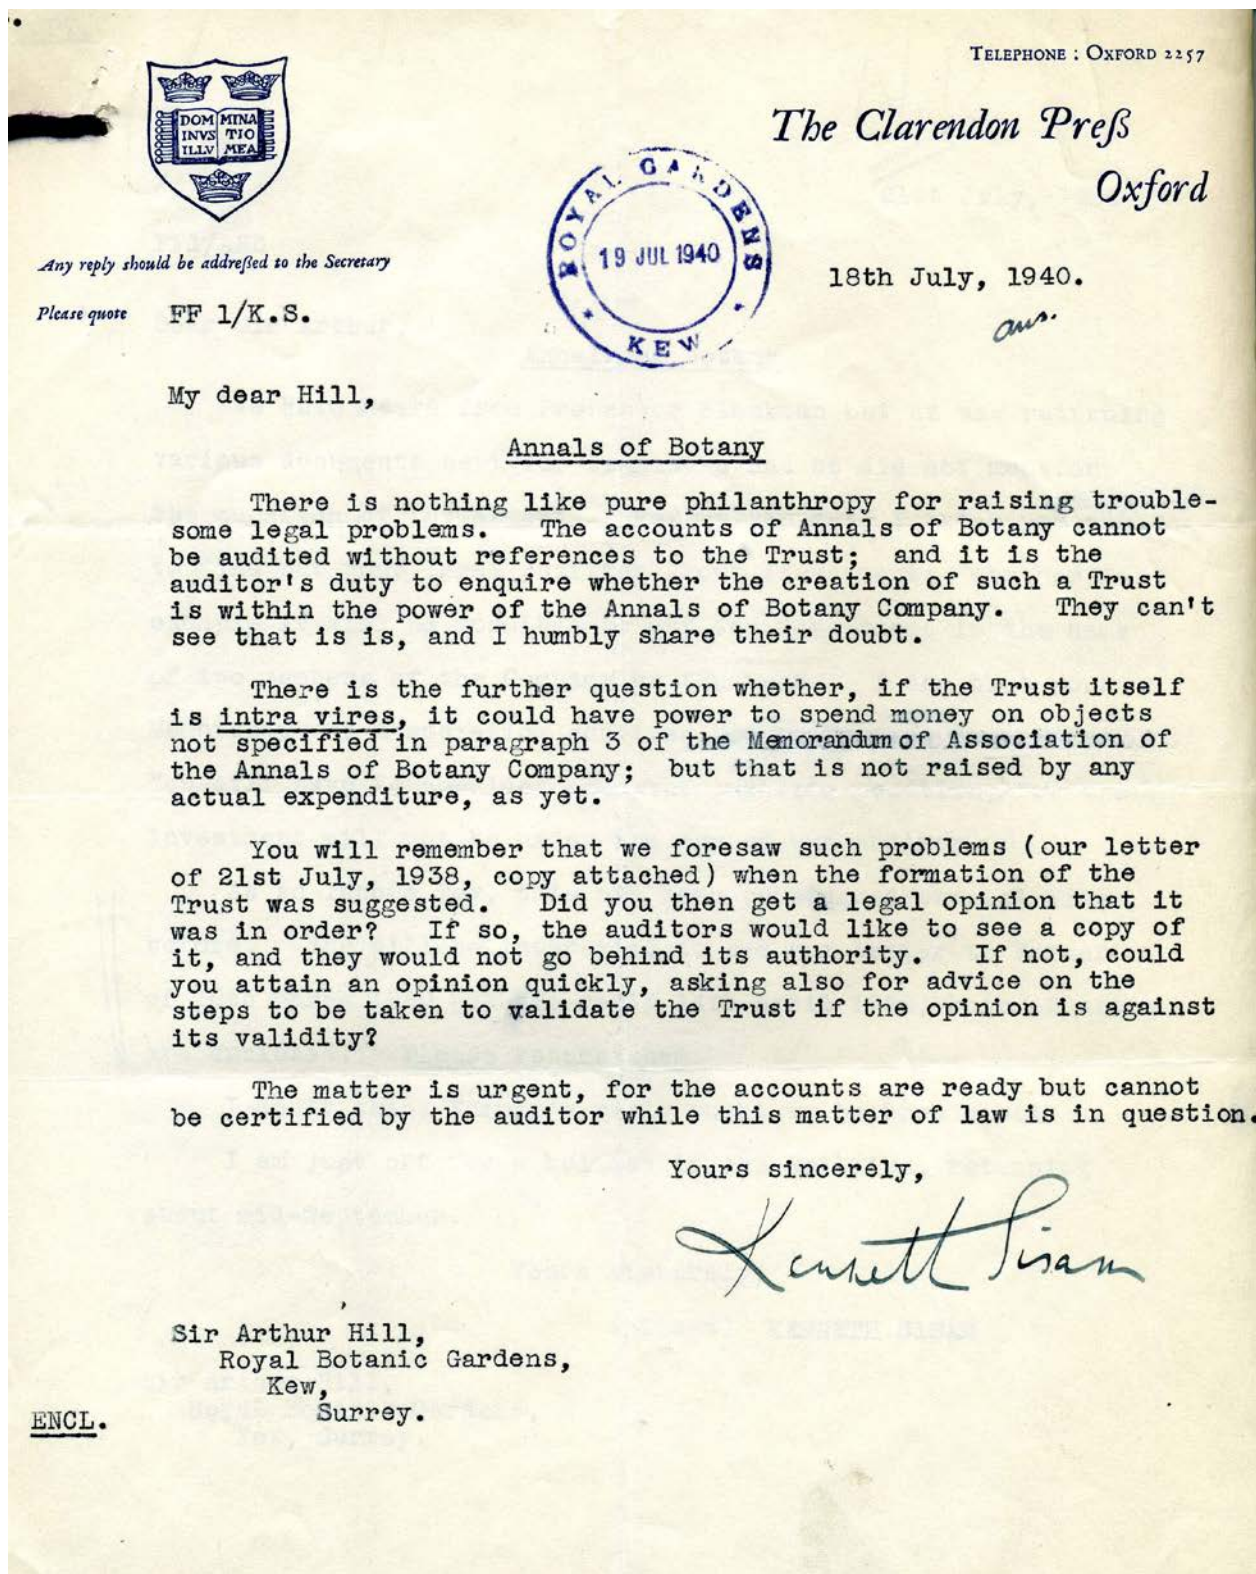 TELEPHONE : OXFORD 2257
DOM MINA
INVS TIO
ILLV MEA
The Clarendon Preß
Oxford
ROYAL GARDENS
19 JUL 1940
* KEW *
Any reply should be addreßed to the Secretary
18th July, 1940.
Please quote FF 1/K.S.
ans.
My dear Hill,
Annals of Botany
There is nothing like pure philanthropy for raising trouble-
some legal problems. The accounts of Annals of Botany cannot
be audited without references to the Trust; and it is the
auditor's duty to enquire whether the creation of such a Trust
is within the power of the Annals of Botany Company. They can't
see that is is, and I humbly share their doubt.
There is the further question whether, if the Trust itself
is intra vires, it could have power to spend money on objects
not specified in paragraph 3 of the Memorandum of Association of
the Annals of Botany Company; but that is not raised by any
actual expenditure, as yet.
You will remember that we foresaw such problems (our letter
of 21st July, 1938, copy attached) when the formation of the
Trust was suggested. Did you then get a legal opinion that it
was in order? If so, the auditors would like to see a copy of
it, and they would not go behind its authority. If not, could
you attain an opinion quickly, asking also for advice on the
steps to be taken to validate the Trust if the opinion is against
its validity?
The matter is urgent, for the accounts are ready but cannot
be certified by the auditor while this matter of law is in question.
Yours sincerely,
Kenneth Sisam
Sir Arthur Hill,
Royal Botanic Gardens,
Kew,
Surrey.
ENCL.